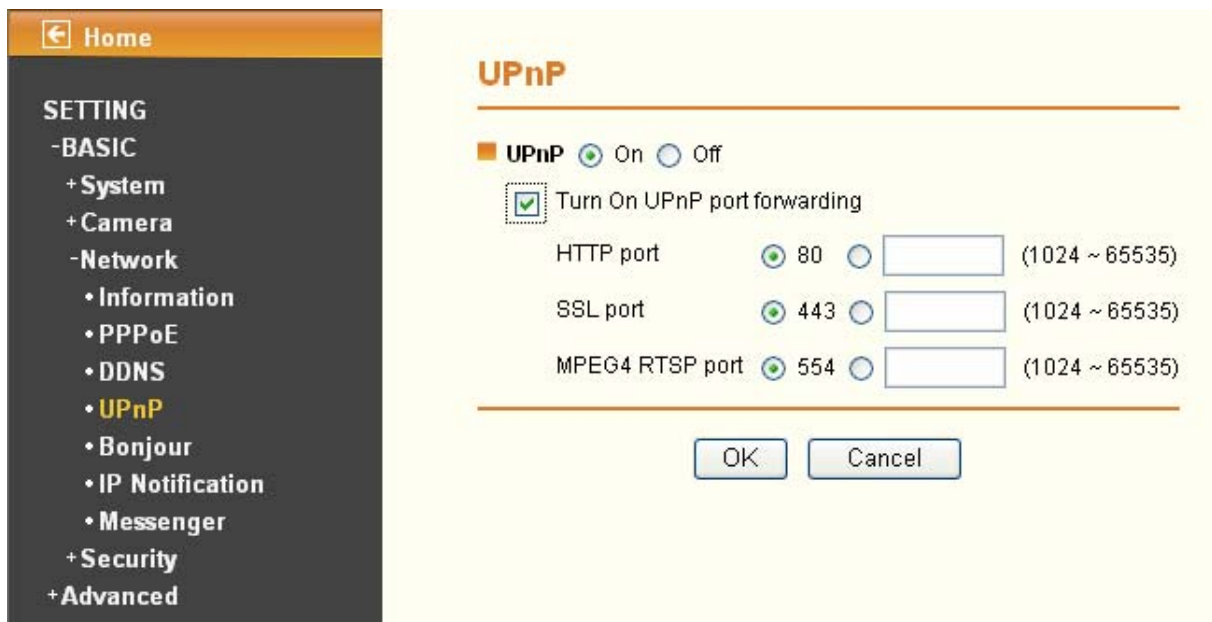 Home
SETTING
-BASIC
+System
+Camera
-Network
•Information
•PPPoE
•DDNS
•UPnP
•Bonjour
•IP Notification
•Messenger
+Security
+Advanced
UPnP
UPnP On Off
Turn On UPnP port forwarding
HTTP port 80 (1024 ~ 65535)
SSL port 443 (1024 ~ 65535)
MPEG4 RTSP port 554 (1024 ~ 65535)
OK Cancel